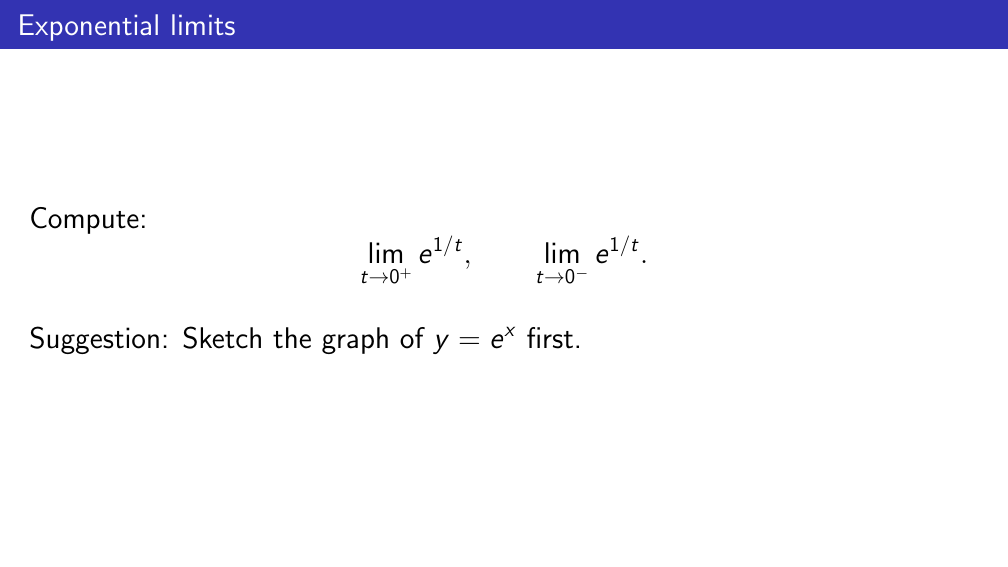 Exponential limits
Compute:
lim_{t→0⁺} e^{1/t},   lim_{t→0⁻} e^{1/t}.
Suggestion: Sketch the graph of y = e^x first.